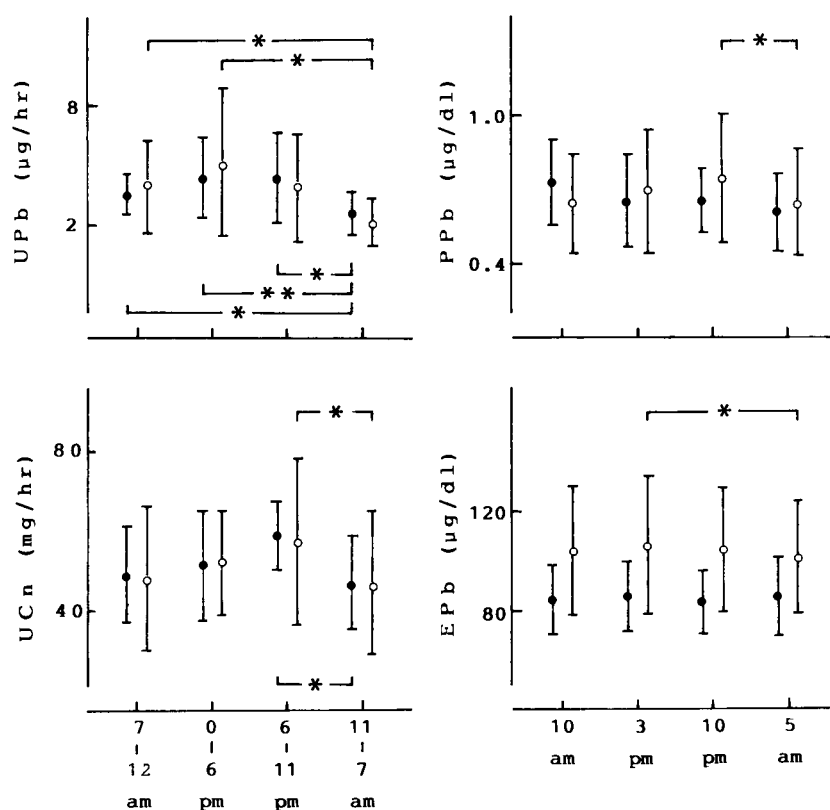 UPb (μg/hr)
8
2
*
*
*
* *
*
PPb (μg/dl)
1.0
0.4
*
UCn (mg/hr)
80
40
*
*
7 0 6 11
12 6 11 7
am pm pm am
EPb (μg/dl)
120
80
*
10 3 10 5
am pm pm am